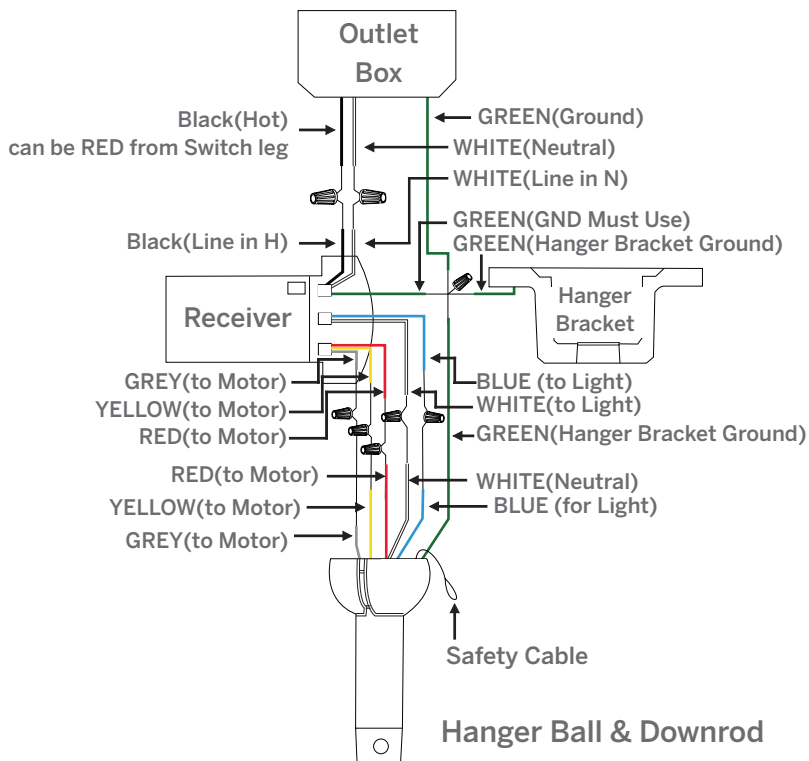 Outlet
Box
Black(Hot)
can be RED from Switch leg
GREEN(Ground)
WHITE(Neutral)
WHITE(Line in N)
Black(Line in H)
GREEN(GND Must Use)
GREEN(Hanger Bracket Ground)
Receiver
Hanger
Bracket
GREY(to Motor)
YELLOW(to Motor)
RED(to Motor)
BLUE (to Light)
WHITE(to Light)
GREEN(Hanger Bracket Ground)
RED(to Motor)
YELLOW(to Motor)
GREY(to Motor)
WHITE(Neutral)
BLUE (for Light)
Safety Cable
Hanger Ball & Downrod